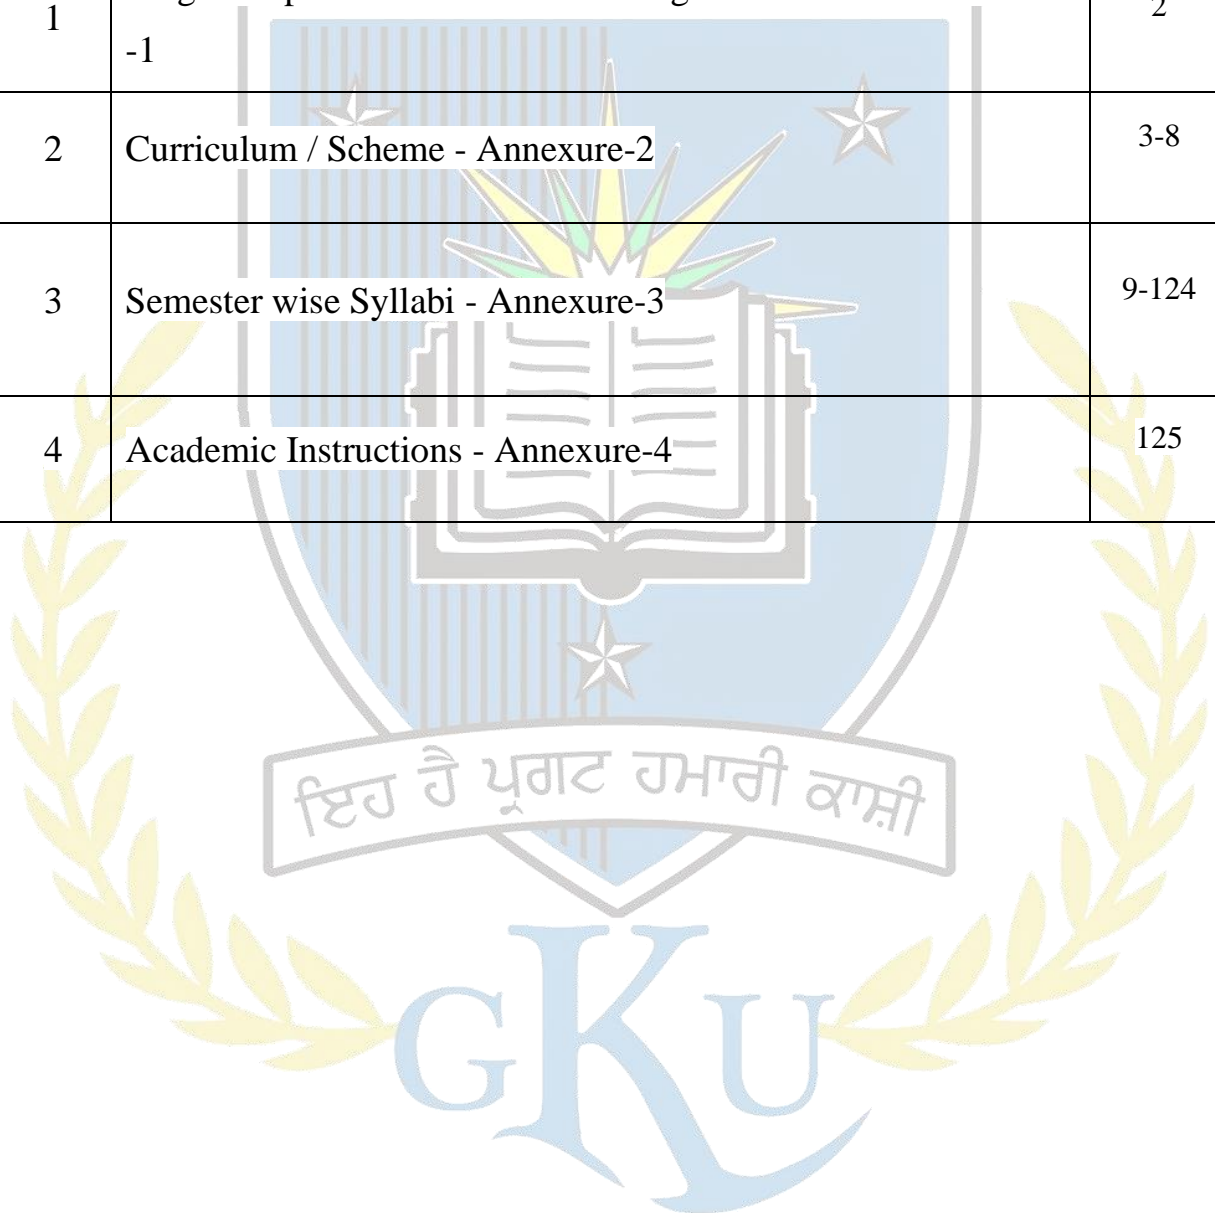 1
2
-1
2 Curriculum / Scheme - Annexure-2 3-8
3 Semester wise Syllabi - Annexure-3 9-124
4 Academic Instructions - Annexure-4 125
ਇਹ ਹੈ ਪ੍ਰਗਟ ਹਮਾਰੀ ਕਾਸ਼ੀ
GKU